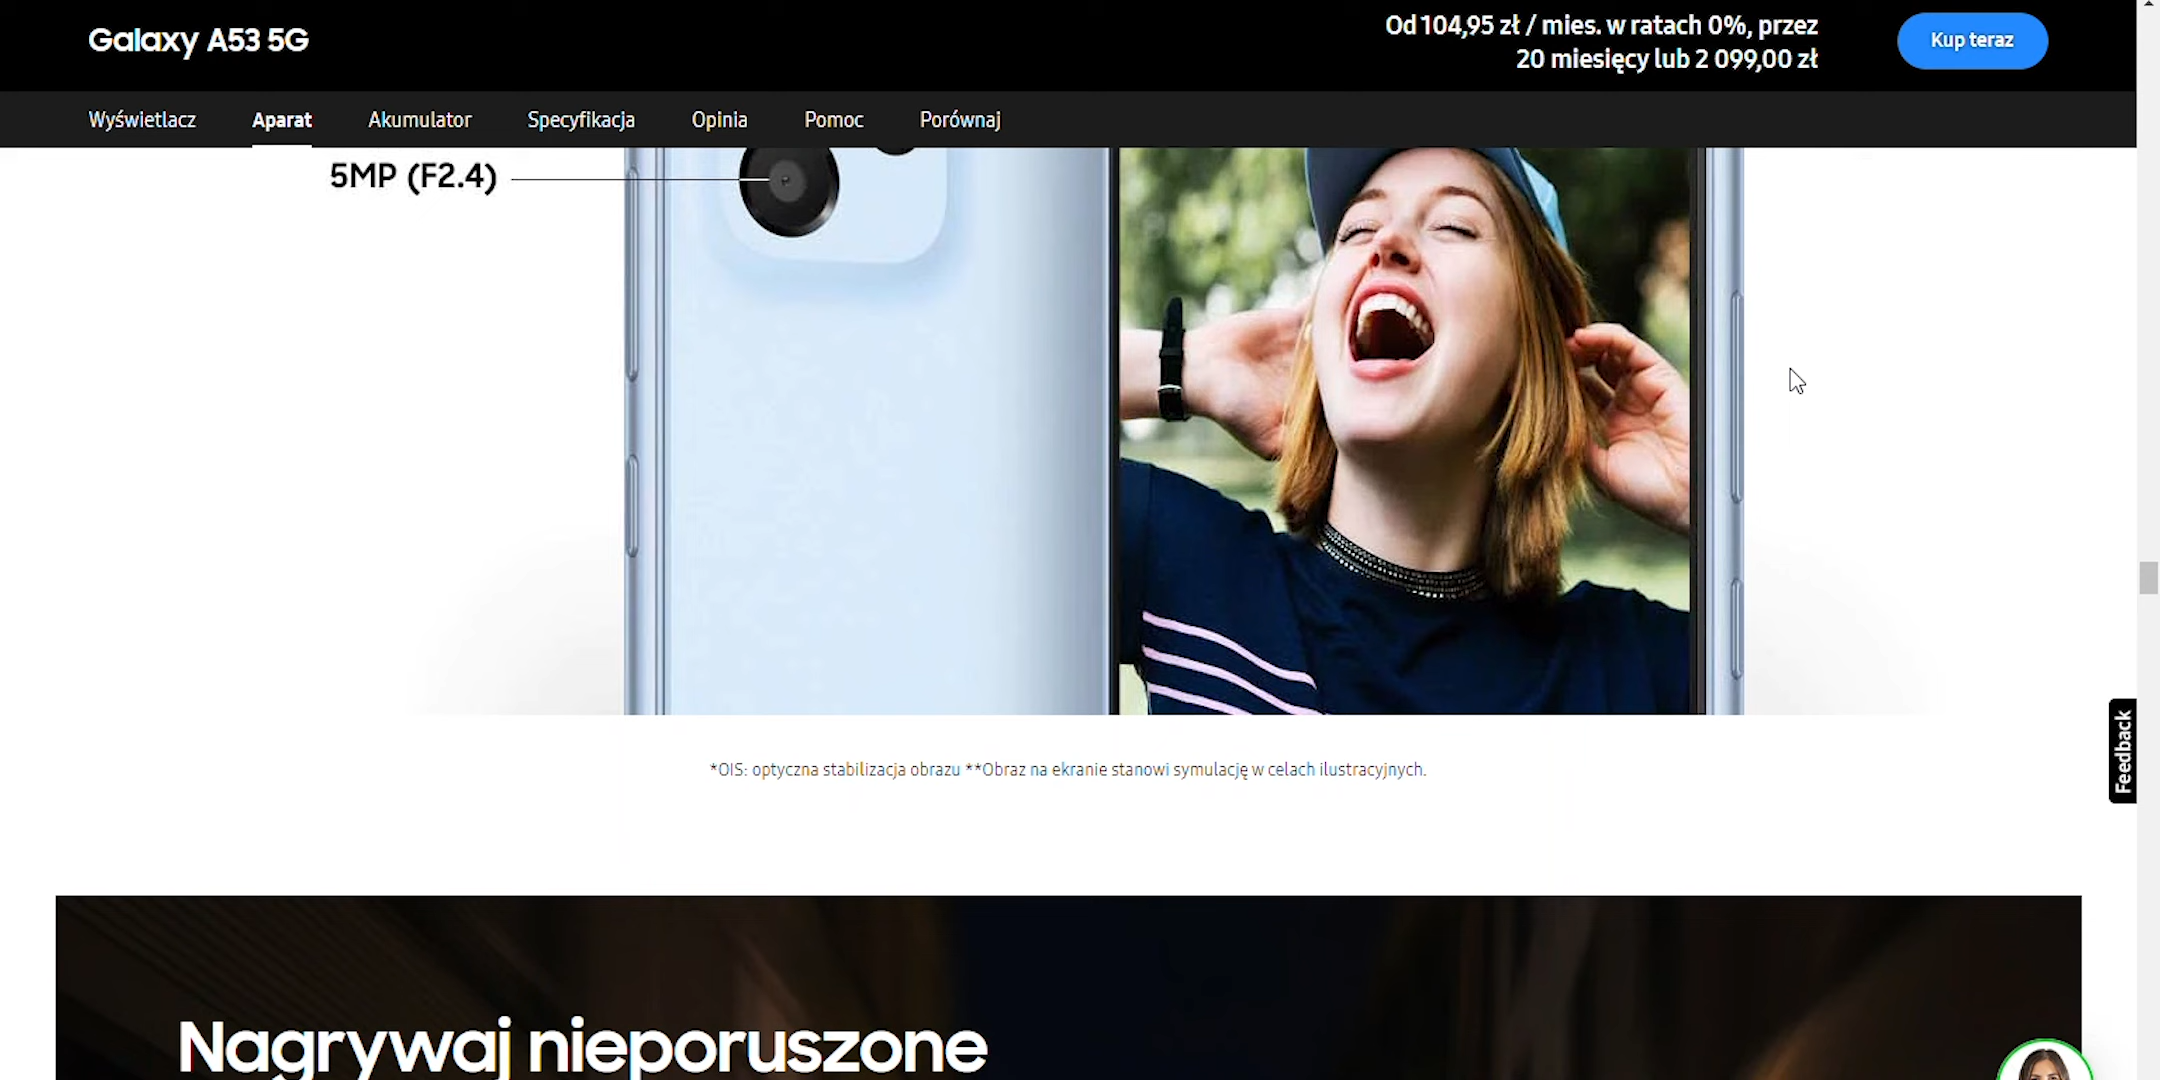 Galaxy A53 5G
Od 104,95 zł / mies. w ratach 0%, przez
20 miesięcy lub 2 099,00 zł
Kup teraz
Wyświetlacz
Aparat
Akumulator
Specyfikacja
Opinia
Pomoc
Porównaj
5MP (F2.4)
Feedback
*OIS: optyczna stabilizacja obrazu **Obraz na ekranie stanowi symulację w celach ilustracyjnych.
Nagrywaj nieporuszone